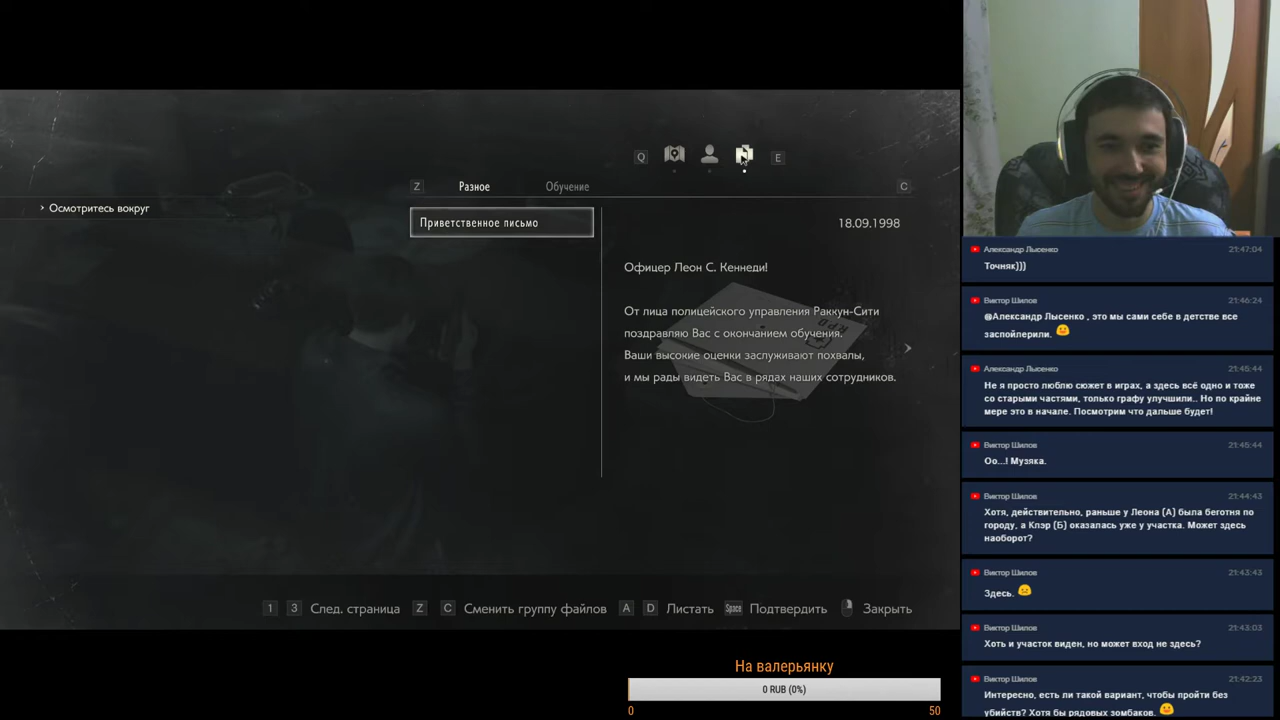 Q
E
Z
Разное
Обучение
C
> Осмотритесь вокруг
Приветственное письмо
18.09.1998
Офицер Леон С. Кеннеди!
От лица полицейского управления Раккун-Сити
поздравляю Вас с окончанием обучения.
Ваши высокие оценки заслуживают похвалы,
и мы рады видеть Вас в рядах наших сотрудников.
1 3 След. страница Z C Сменить группу файлов A D Листать Space Подтвердить Закрыть
На валерьянку
0 RUB (0%)
0
50
Александр Лысенко 21:47:04
Точняк)))
Виктор Шилов 21:46:24
@Александр Лысенко , это мы сами себе в детстве все
заспойлерили.
Александр Лысенко 21:45:44
Не я просто люблю сюжет в играх, а здесь всё одно и тоже
со старыми частями, только графу улучшили.. Но по крайне
мере это в начале. Посмотрим что дальше будет!
Виктор Шилов 21:45:44
Оо...! Музяка.
Виктор Шилов 21:44:43
Хотя, действительно, раньше у Леона (А) была беготня по
городу, а Клэр (Б) оказалась уже у участка. Может здесь
наоборот?
Виктор Шилов 21:43:43
Здесь.
Виктор Шилов 21:43:03
Хоть и участок виден, но может вход не здесь?
Виктор Шилов 21:42:23
Интересно, есть ли такой вариант, чтобы пройти без
убийств? Хотя бы рядовых зомбаков.